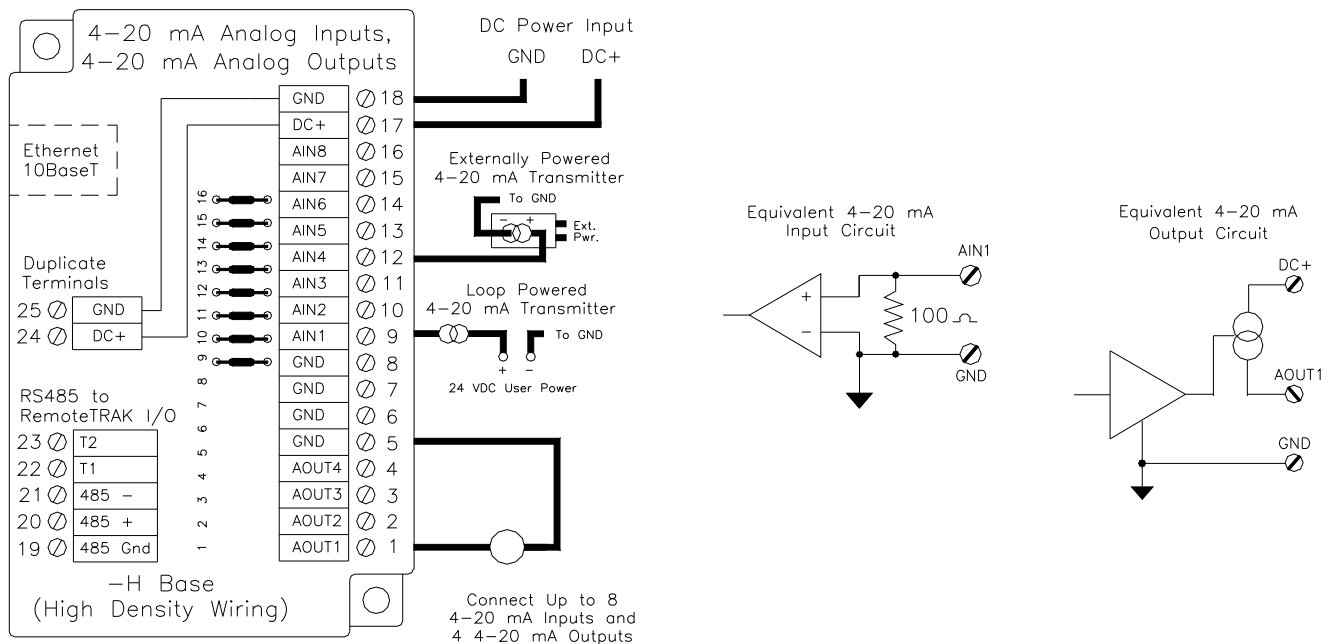 4-20 mA Analog Inputs,
4-20 mA Analog Outputs
DC Power Input
GND DC+
GND 18
DC+ 17
AIN8 16
AIN7 15
AIN6 14
AIN5 13
AIN4 12
AIN3 11
AIN2 10
AIN1 9
GND 8
GND 7
GND 6
GND 5
AOUT4 4
AOUT3 3
AOUT2 2
AOUT1 1
Ethernet
10BaseT
16
15
14
13
12
11
10
9
8
7
6
5
4
3
2
1
Duplicate
Terminals
25 GND
24 DC+
RS485 to
RemoteTRAK I/O
23 T2
22 T1
21 485 -
20 485 +
19 485 Gnd
-H Base
(High Density Wiring)
Externally Powered
4-20 mA Transmitter
To GND
- +
Ext.
Pwr.
Loop Powered
4-20 mA Transmitter
To GND
+ -
24 VDC User Power
Connect Up to 8
4-20 mA Inputs and
4 4-20 mA Outputs
Equivalent 4-20 mA
Input Circuit
AIN1
+
-
100 Ω
GND
Equivalent 4-20 mA
Output Circuit
DC+
AOUT1
GND